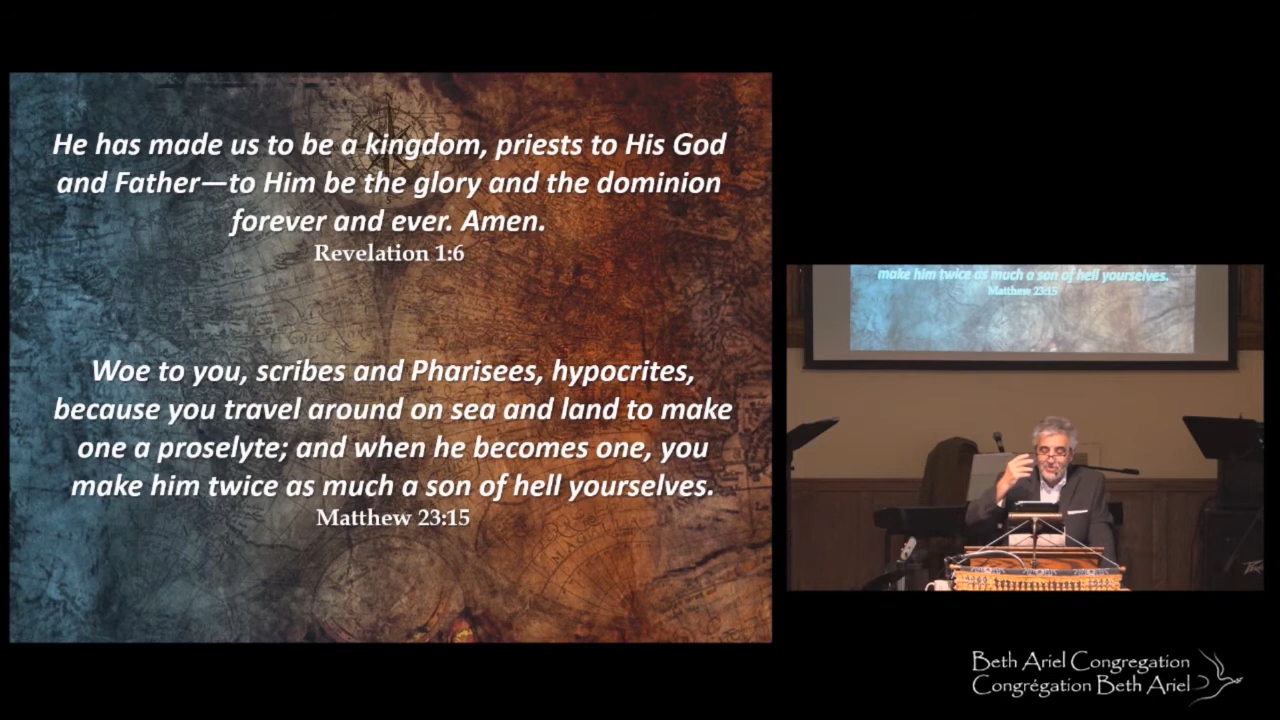 He has made us to be a kingdom, priests to His God
and Father—to Him be the glory and the dominion
forever and ever. Amen.
Revelation 1:6
Woe to you, scribes and Pharisees, hypocrites,
because you travel around on sea and land to make
one a proselyte; and when he becomes one, you
make him twice as much a son of hell yourselves.
Matthew 23:15
make him twice as much a son of hell yourselves.
Matthew 23:15
Beth Ariel Congregation
Congrégation Beth Ariel